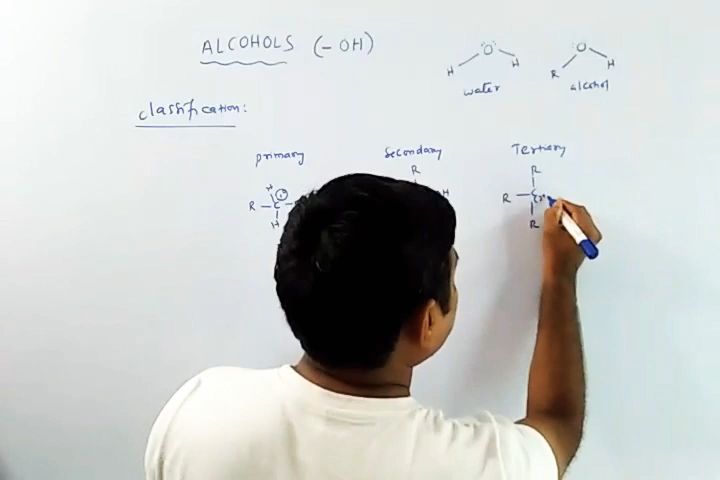 ALCOHOLS (-OH)
O
H H
water
O
R H
alcohol
Classification:
primary Secondary Tertiary
H R R
R - C R - C
H H R